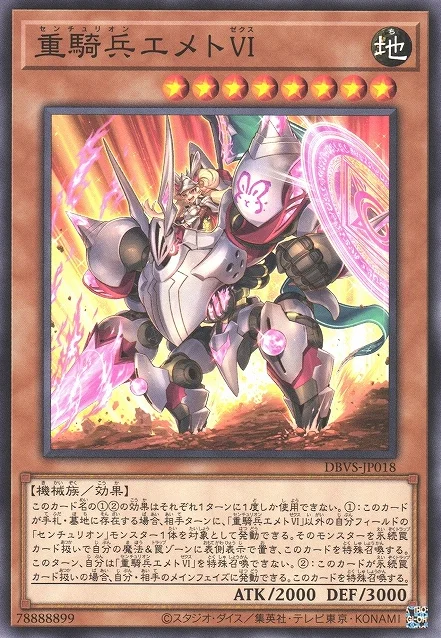 センチュリオン ゼクス
重騎兵エメトⅥ
ち
地
DBVS-JP018
【機械族/効果】
このカード名の①②の効果はそれぞれ1ターンに1度しか使用できない。①:このカード
が手札・墓地に存在する場合、相手ターンに、「重騎兵エメトⅥ」以外の自分フィールドの
「センチュリオン」モンスター1体を対象として発動できる。そのモンスターを永続罠
カード扱いで自分の魔法&罠ゾーンに表側表示で置き、このカードを特殊召喚する。
このターン、自分は「重騎兵エメトⅥ」を特殊召喚できない。②:このカードが永続罠
カード扱いの場合、自分・相手のメインフェイズに発動できる。このカードを特殊召喚する。
ATK/2000 DEF/3000
78888899
©スタジオ・ダイス/集英社・テレビ東京・KONAMI